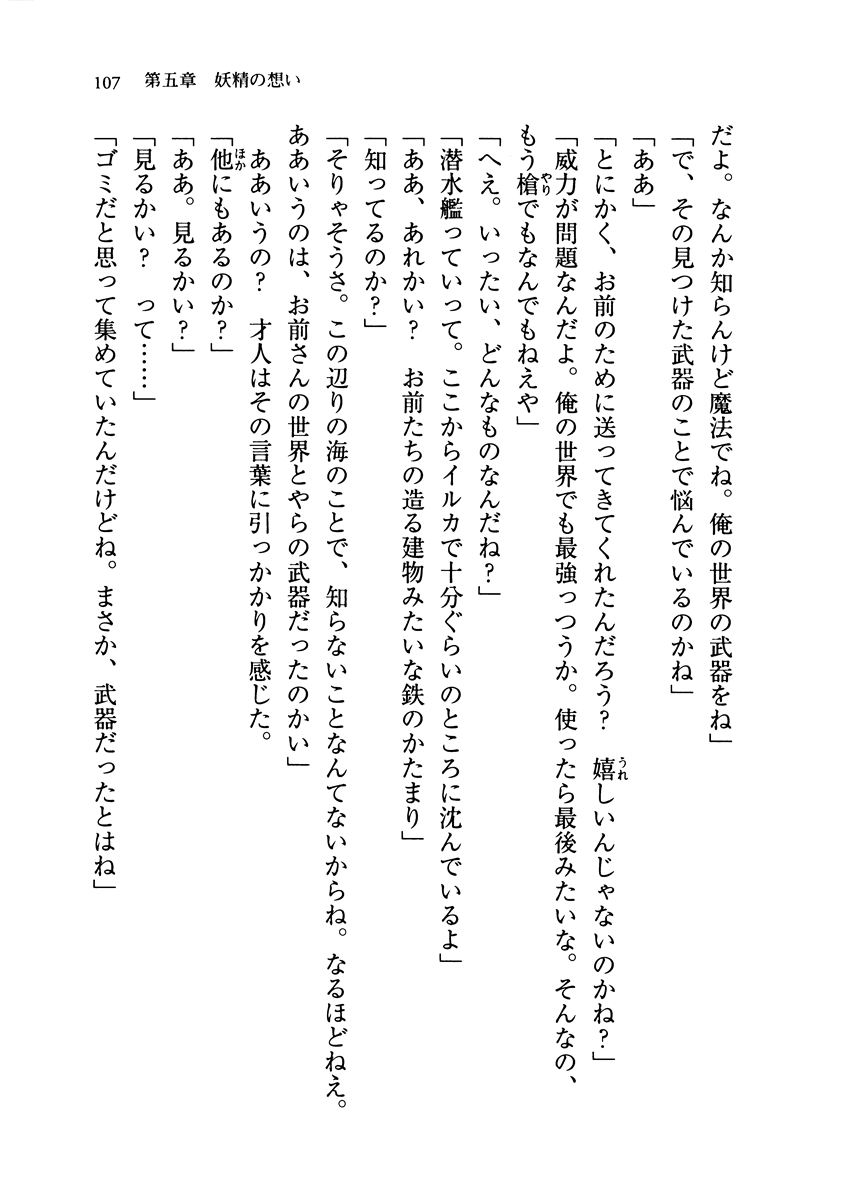 107 第五章 妖精の想い
だよ。なんか知らんけど魔法でね。俺の世界の武器をね」
「で、その見つけた武器のことで悩んでいるのかね」
「ああ」
「とにかく、お前のために送ってきてくれたんだろう？ 嬉しいんじゃないのかね？」
うれ
「威力が問題なんだよ。俺の世界でも最強っつうか。使ったら最後みたいな。そんなの、
もう槍でもなんでもねえや」
やり
「へえ。いったい、どんなものなんだね？」
「潜水艦っていって。ここからイルカで十分ぐらいのところに沈んでいるよ」
「ああ、あれかい？ お前たちの造る建物みたいな鉄のかたまり」
「知ってるのか？」
「そりゃそうさ。この辺りの海のことで、知らないことなんてないからね。なるほどねえ。
ああいうのは、お前さんの世界とやらの武器だったのかい」
ああいうの？ 才人はその言葉に引っかかりを感じた。
「他にもあるのか？」
ほか
「ああ。見るかい？」
「見るかい？ って……」
「ゴミだと思って集めていたんだけどね。まさか、武器だったとはね」